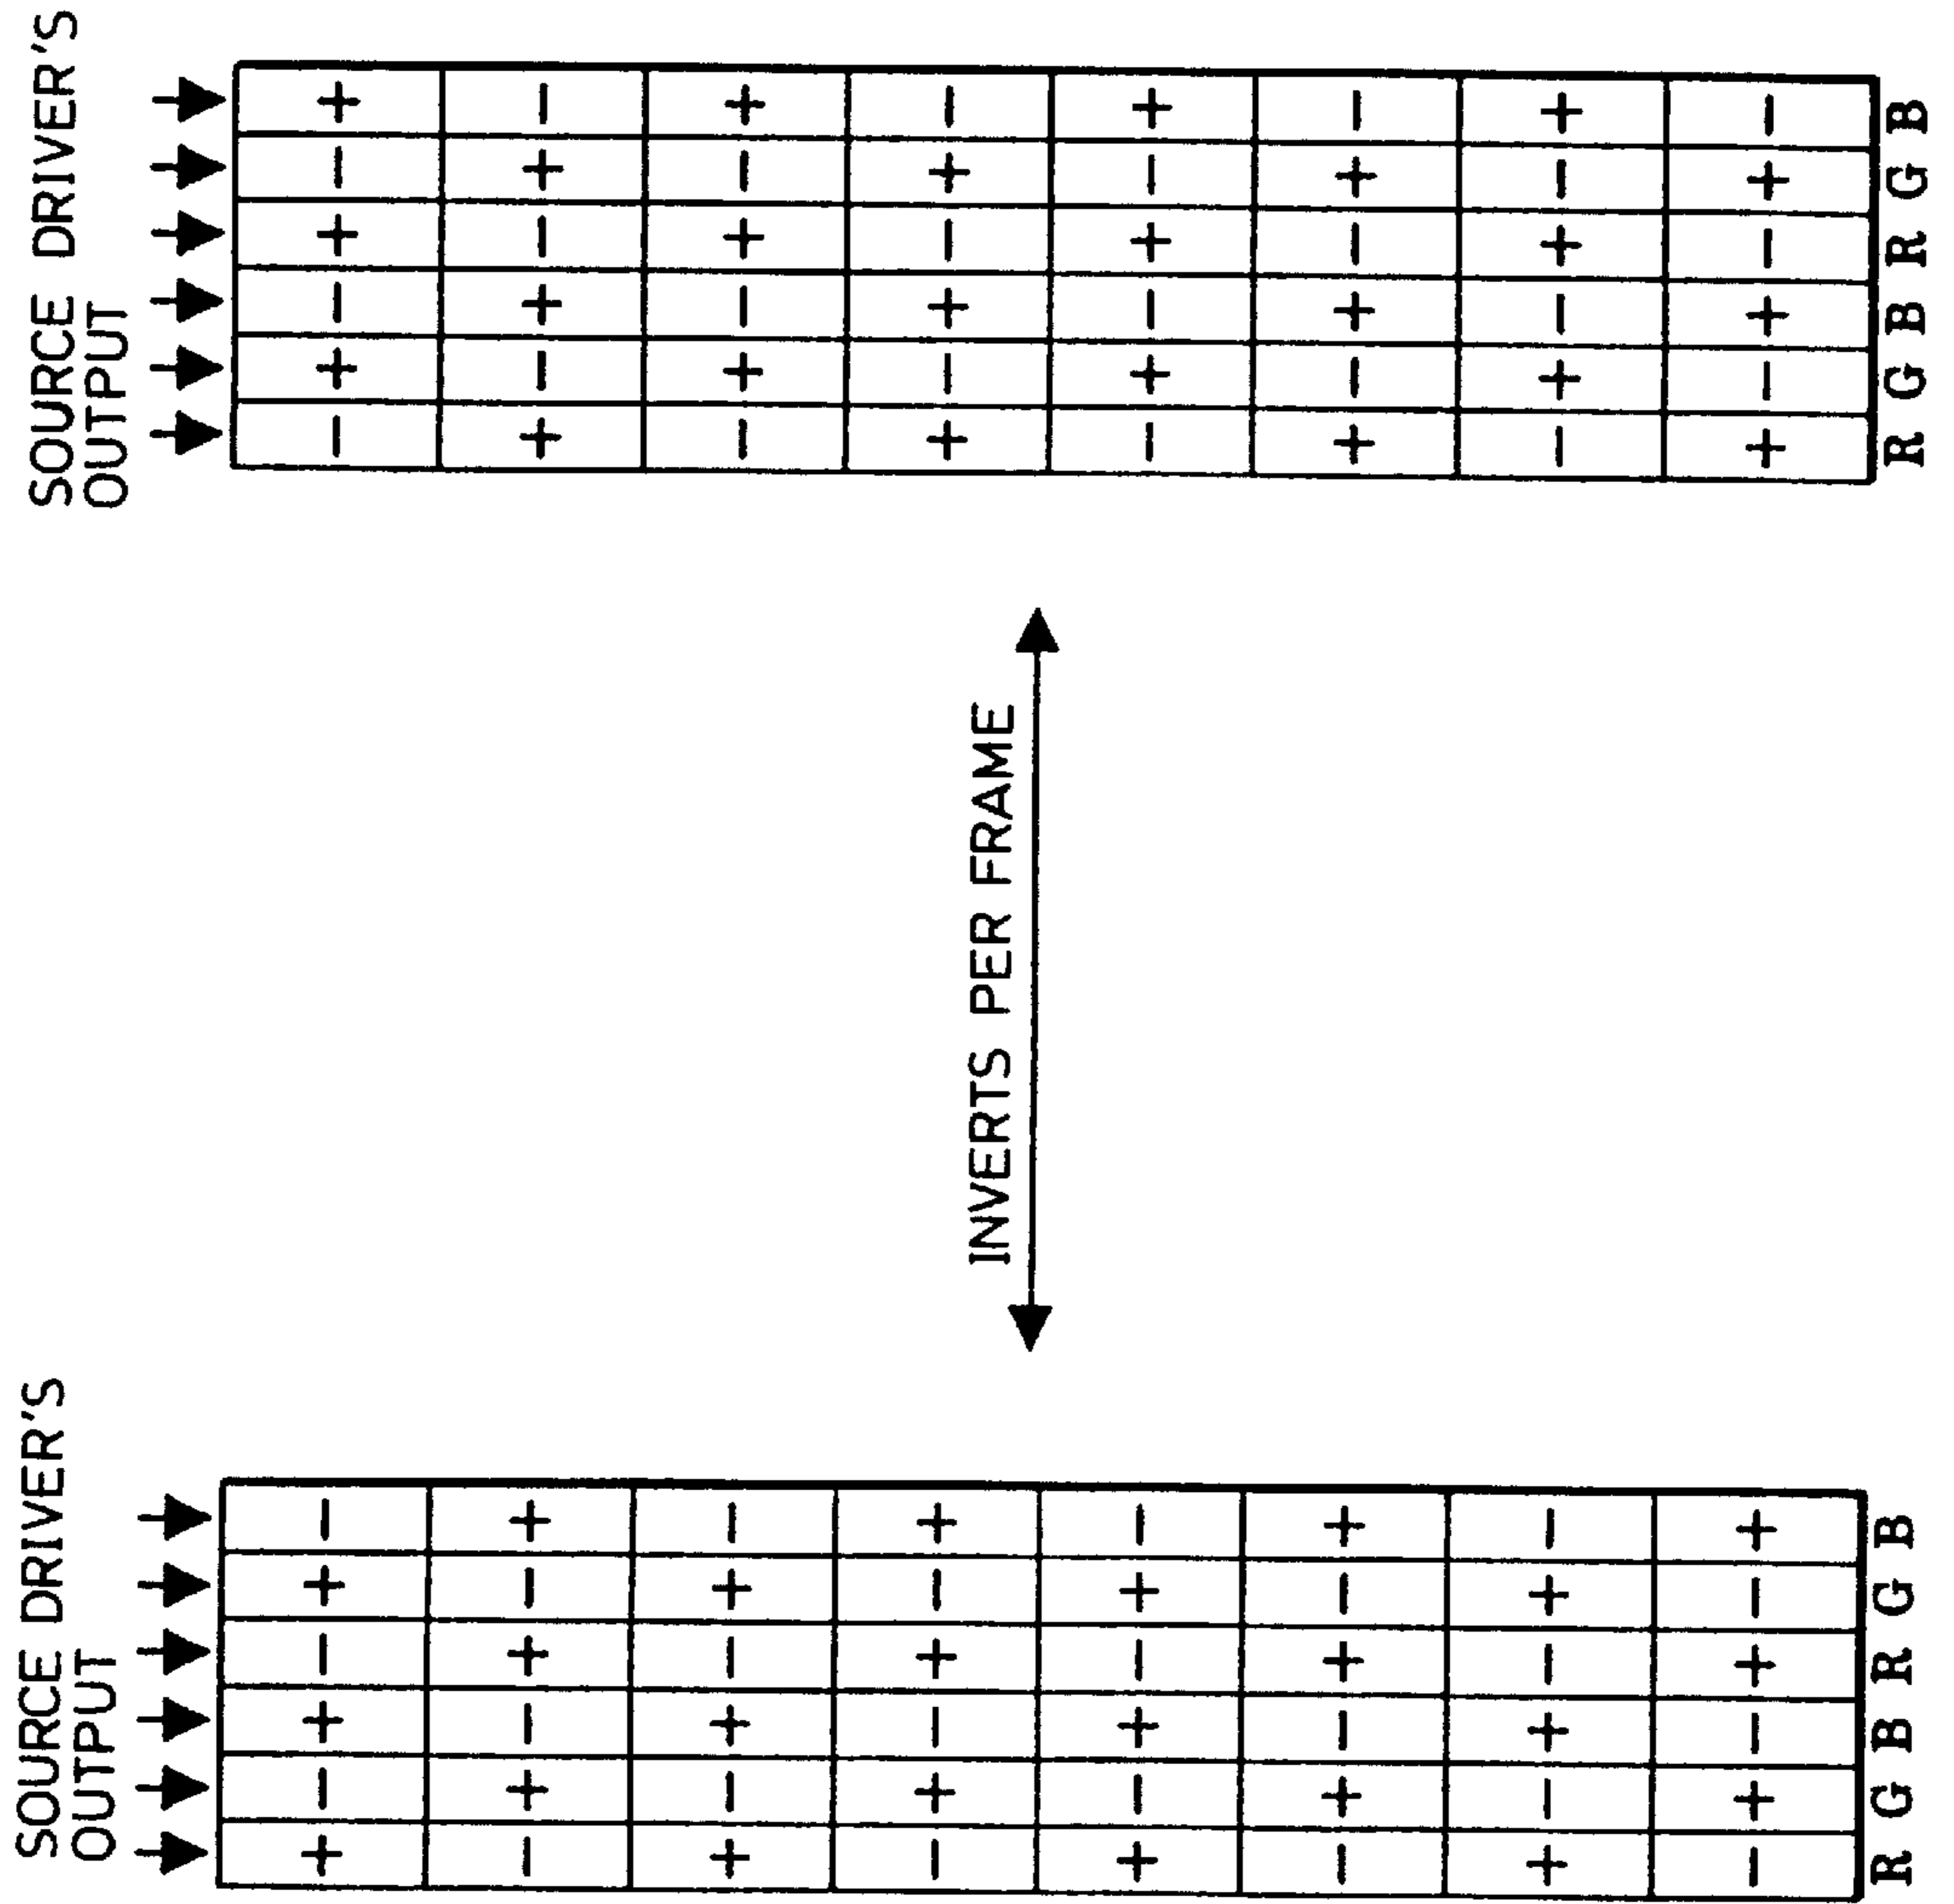 SOURCE DRIVER'S
OUTPUT
+ − + − + −
− + − + − +
+ − + − + −
− + − + − +
+ − + − + −
− + − + − +
+ − + − + −
− + − + − +
R G B R G B
INVERTS PER FRAME
SOURCE DRIVER'S
OUTPUT
− + − + − +
+ − + − + −
− + − + − +
+ − + − + −
− + − + − +
+ − + − + −
− + − + − +
+ − + − + −
R G B R G B